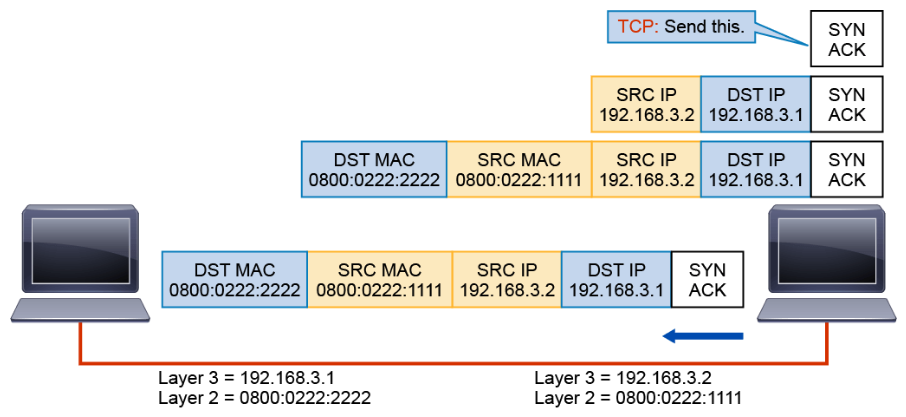 TCP: Send this.
SYN
ACK
SRC IP
192.168.3.2
DST IP
192.168.3.1
SYN
ACK
DST MAC
0800:0222:2222
SRC MAC
0800:0222:1111
SRC IP
192.168.3.2
DST IP
192.168.3.1
SYN
ACK
DST MAC
0800:0222:2222
SRC MAC
0800:0222:1111
SRC IP
192.168.3.2
DST IP
192.168.3.1
SYN
ACK
Layer 3 = 192.168.3.1
Layer 2 = 0800:0222:2222
Layer 3 = 192.168.3.2
Layer 2 = 0800:0222:1111